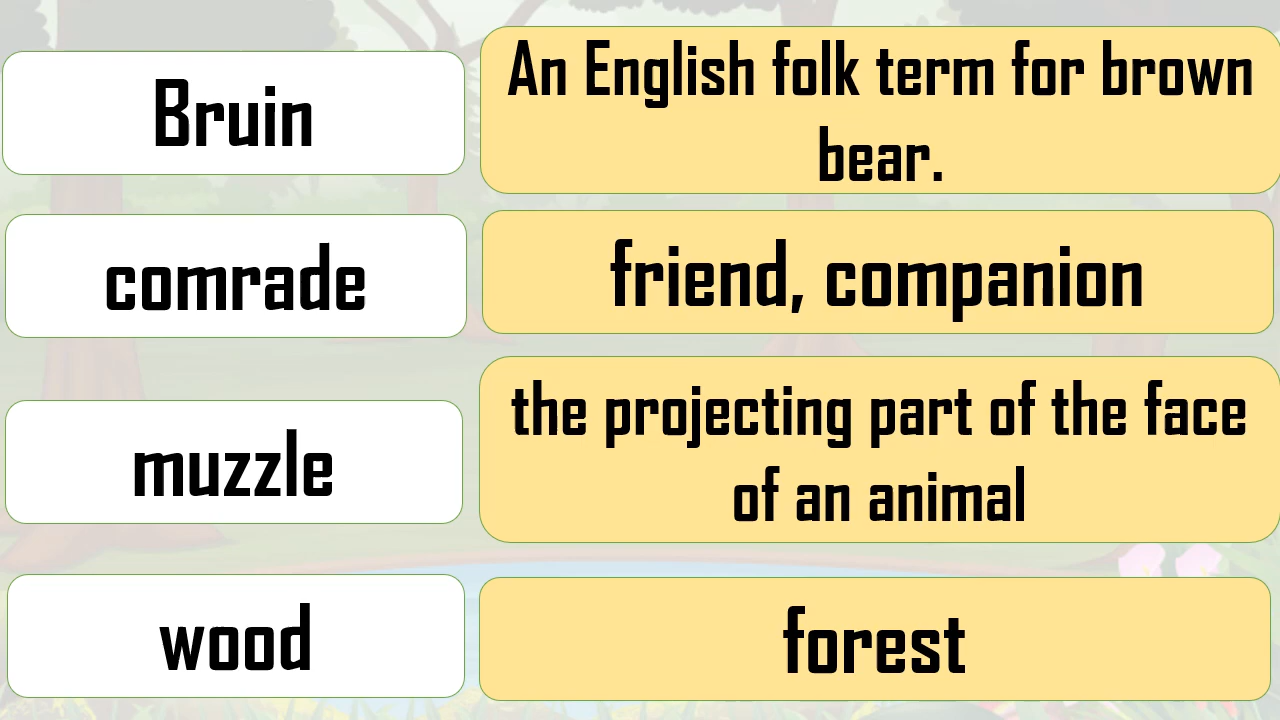 Bruin
An English folk term for brown
bear.
comrade
friend, companion
muzzle
the projecting part of the face
of an animal
wood
forest